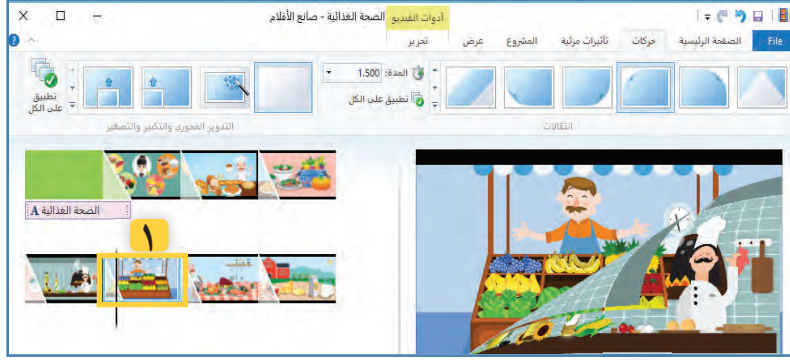 أدوات الفيديو
الصحة الغذائية - صانع الأفلام
File
الصفحة الرئيسية
حركات
تأثيرات مرئية
المشروع
عرض
تحرير
المدة: 1.500
تطبيق على الكل
تطبيق على الكل
انتقالات
التدوير المحوري والتكبير والتصغير
الصحة الغذائية A
١